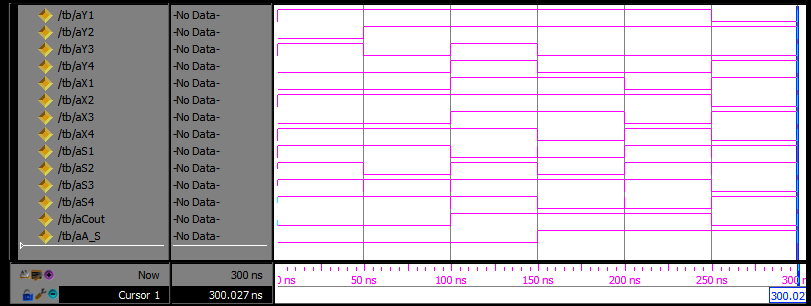 /tb/aY1 -No Data-
/tb/aY2 -No Data-
/tb/aY3 -No Data-
/tb/aY4 -No Data-
/tb/aX1 -No Data-
/tb/aX2 -No Data-
/tb/aX3 -No Data-
/tb/aX4 -No Data-
/tb/aS1 -No Data-
/tb/aS2 -No Data-
/tb/aS3 -No Data-
/tb/aS4 -No Data-
/tb/aCout -No Data-
/tb/aA_S -No Data-
Now 300 ns ns 50 ns 100 ns 150 ns 200 ns 250 ns 300
Cursor 1 300.027 ns 300.02